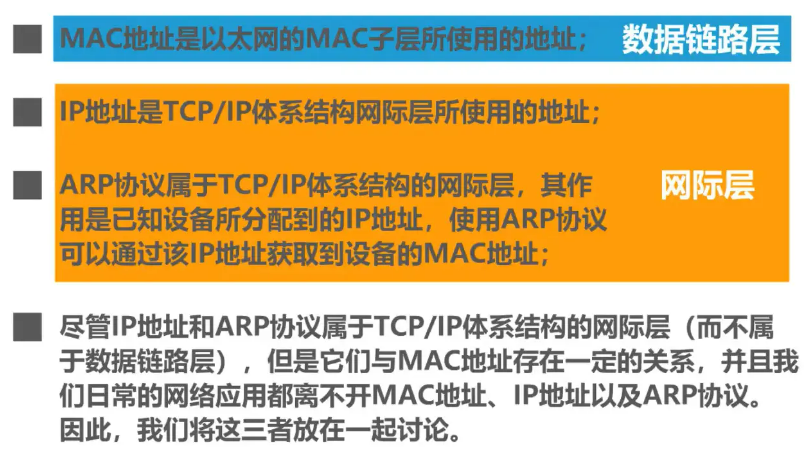 MAC地址是以太网的MAC子层所使用的地址；
数据链路层
IP地址是TCP/IP体系结构网际层所使用的地址；
ARP协议属于TCP/IP体系结构的网际层，其作
用是已知设备所分配到的IP地址，使用ARP协议
可以通过该IP地址获取到设备的MAC地址；
网际层
尽管IP地址和ARP协议属于TCP/IP体系结构的网际层（而不属
于数据链路层），但是它们与MAC地址存在一定的关系，并且我
们日常的网络应用都离不开MAC地址、IP地址以及ARP协议。
因此，我们将这三者放在一起讨论。